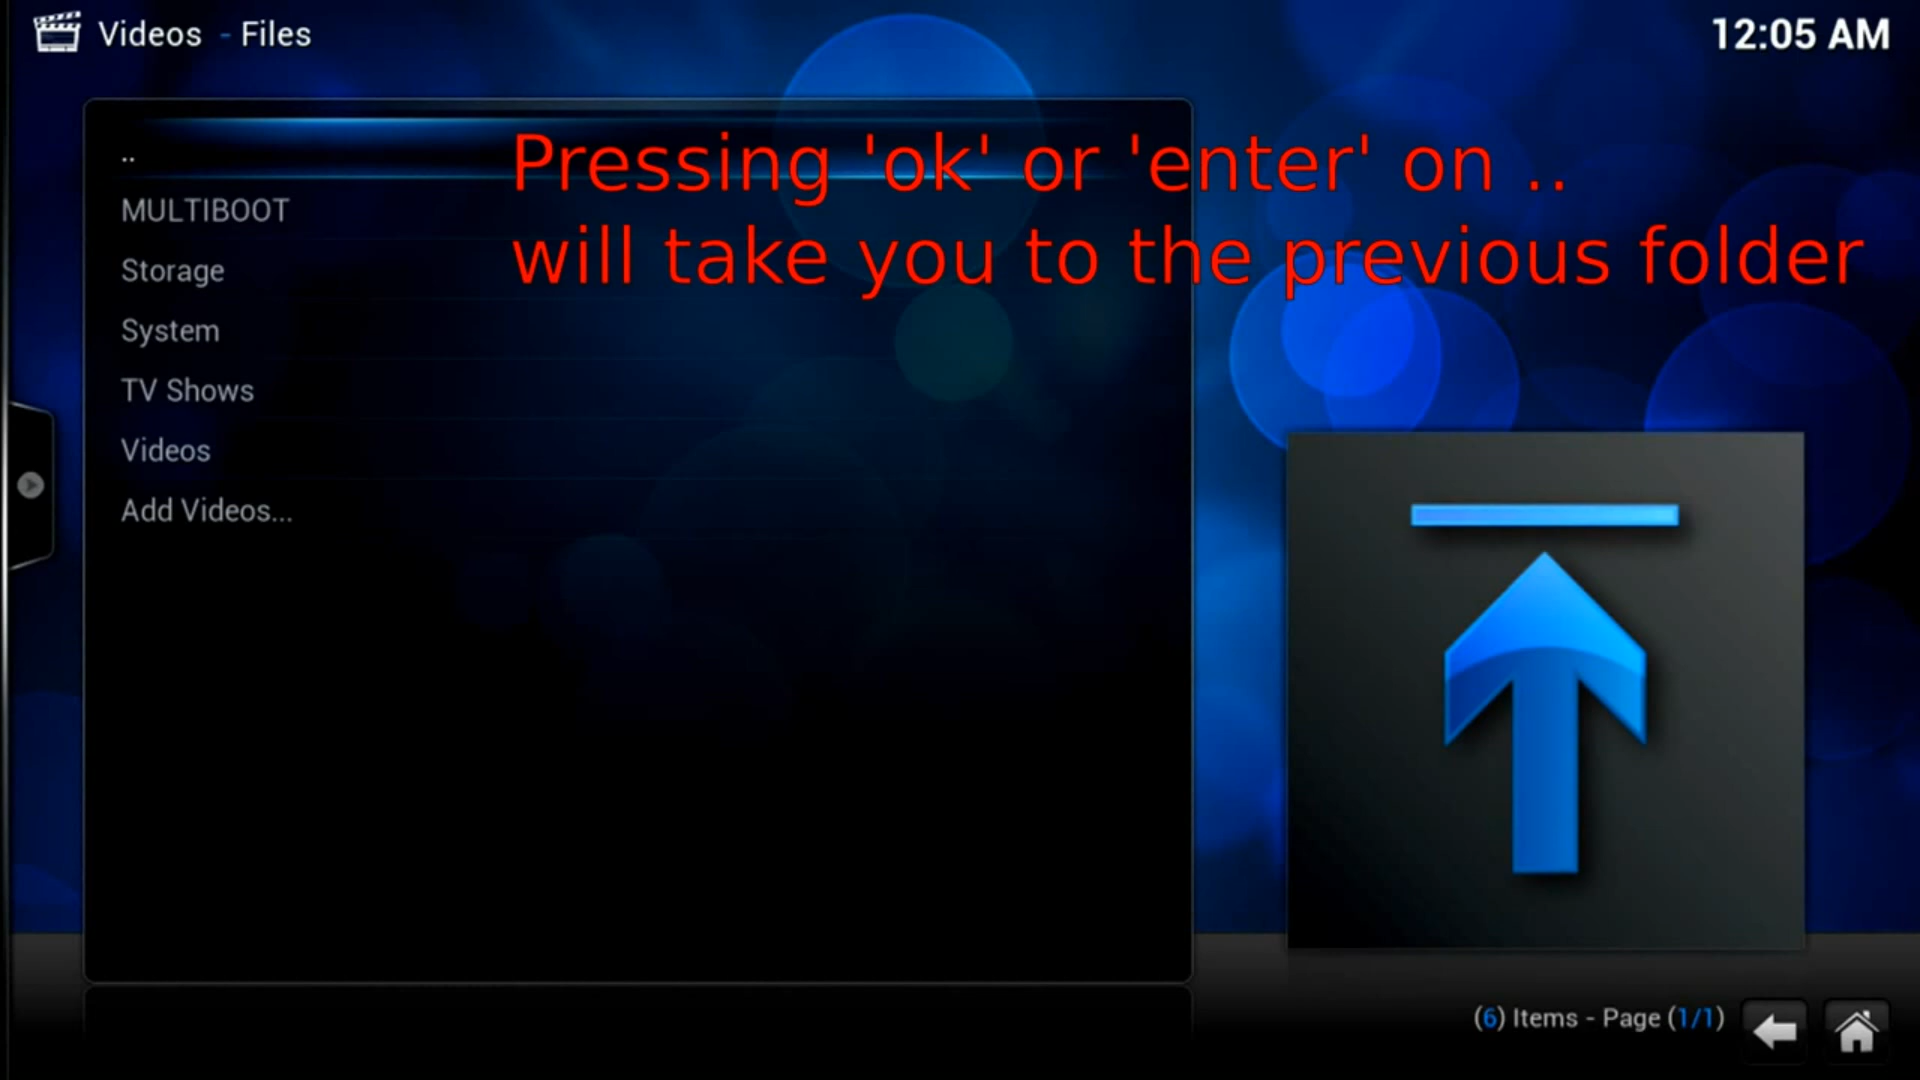 Videos - Files
12:05 AM
Pressing 'ok' or 'enter' on ..
will take you to the previous folder
..
MULTIBOOT
Storage
System
TV Shows
Videos
Add Videos...
(6) Items - Page (1/1)